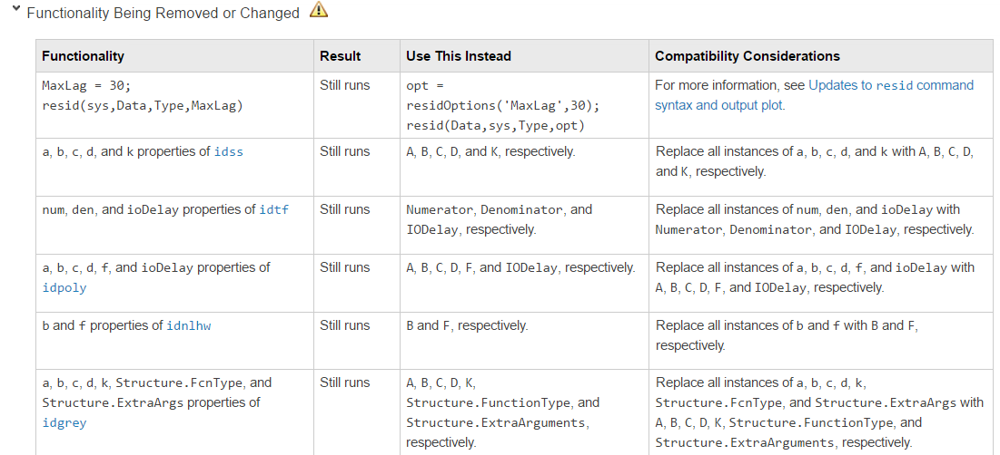 Functionality Being Removed or Changed
Functionality Result Use This Instead Compatibility Considerations
MaxLag = 30;
resid(sys,Data,Type,MaxLag)
Still runs
opt =
residOptions('MaxLag',30);
resid(Data,sys,Type,opt)
For more information, see Updates to resid command
syntax and output plot.
a, b, c, d, and k properties of idss
Still runs
A, B, C, D, and K, respectively.
Replace all instances of a, b, c, d, and k with A, B, C, D,
and K, respectively.
num, den, and ioDelay properties of idtf
Still runs
Numerator, Denominator, and
IODelay, respectively.
Replace all instances of num, den, and ioDelay with
Numerator, Denominator, and IODelay, respectively.
a, b, c, d, f, and ioDelay properties of
idpoly
Still runs
A, B, C, D, F, and IODelay, respectively.
Replace all instances of a, b, c, d, f, and ioDelay with
A, B, C, D, F, and IODelay, respectively.
b and f properties of idnlhw
Still runs
B and F, respectively.
Replace all instances of b and f with B and F,
respectively.
a, b, c, d, k, Structure.FcnType, and
Structure.ExtraArgs properties of
idgrey
Still runs
A, B, C, D, K,
Structure.FunctionType, and
Structure.ExtraArguments,
respectively.
Replace all instances of a, b, c, d, k,
Structure.FcnType, and Structure.ExtraArgs with
A, B, C, D, K, Structure.FunctionType, and
Structure.ExtraArguments, respectively.